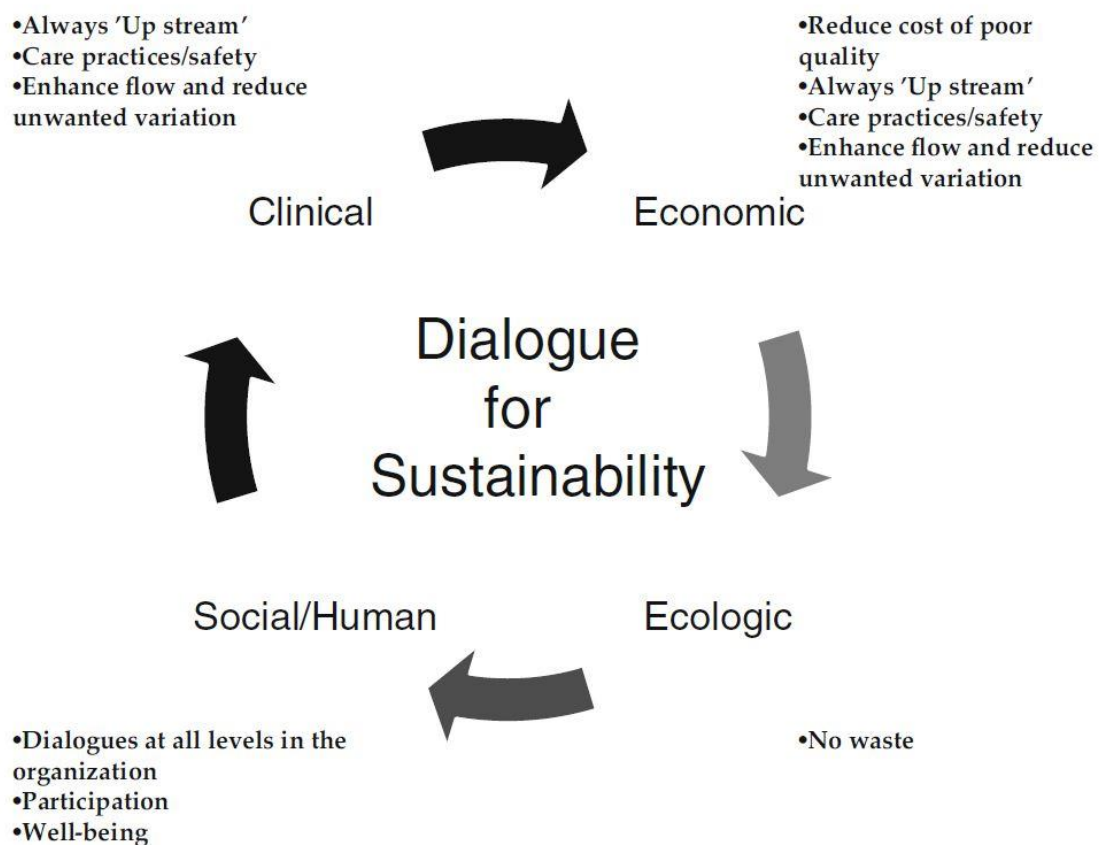 •Always ’Up stream’
•Care practices/safety
•Enhance flow and reduce
unwanted variation
•Reduce cost of poor
quality
•Always ’Up stream’
•Care practices/safety
•Enhance flow and reduce
unwanted variation
Clinical
Economic
Dialogue
for
Sustainability
Social/Human
Ecologic
•Dialogues at all levels in the
organization
•Participation
•Well-being
•No waste